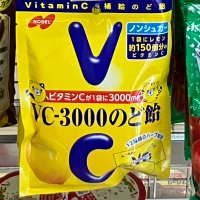 VitaminC補給のど飴
NOBEL
V
ノンシュガー
1袋にレモン
約150個分の
ビタミンC
ビタミンCが1袋に3000mg
VC-3000のど飴
C